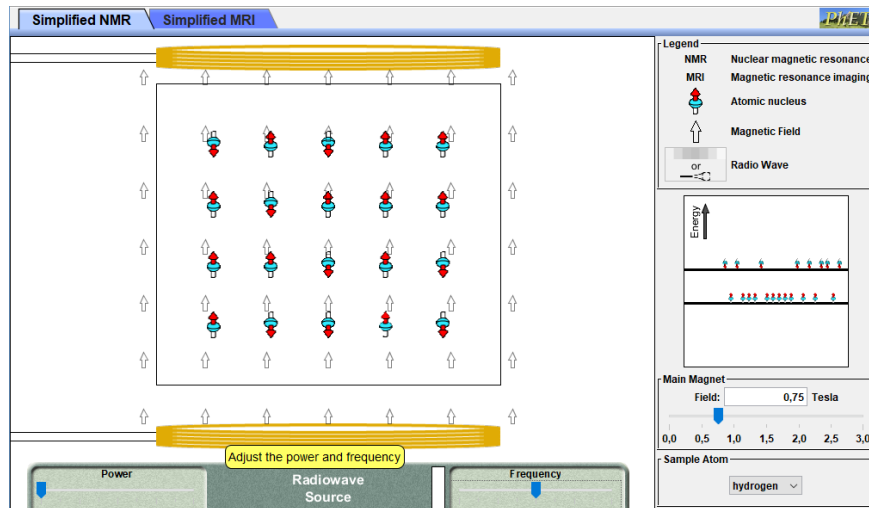 Simplified NMR
Simplified MRI
PhET
Legend
NMR Nuclear magnetic resonance
MRI Magnetic resonance imaging
Atomic nucleus
Magnetic Field
or
Radio Wave
Energy
Main Magnet
Field: 0,75 Tesla
0,0 0,5 1,0 1,5 2,0 2,5 3,0
Sample Atom
hydrogen
Adjust the power and frequency
Power
Radiowave
Source
Frequency